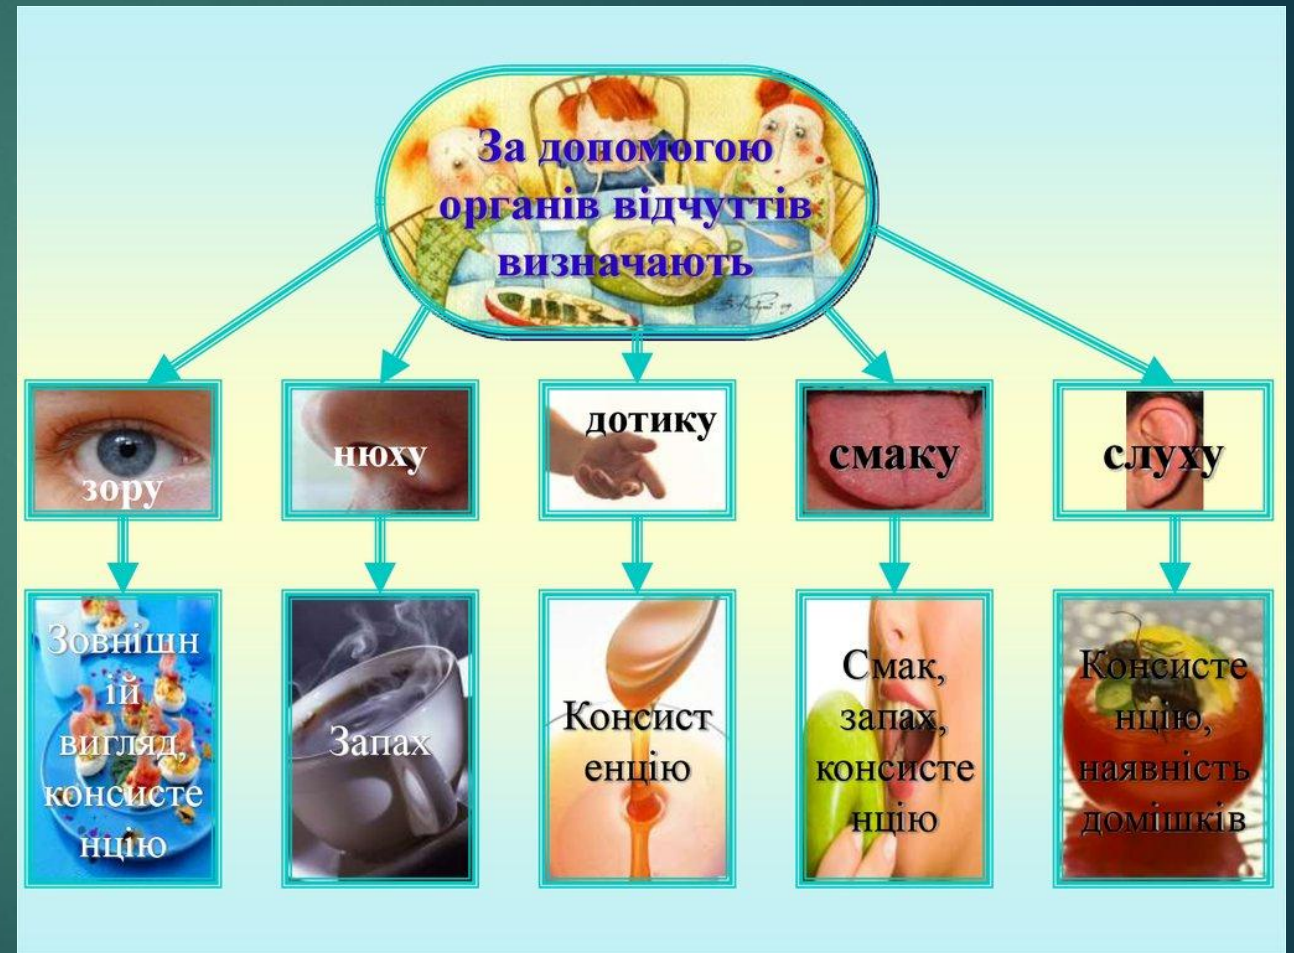 За допомогою
органів відчуттів
визначають
зору
нюху
дотику
смаку
слуху
Зовнішн
ій
вигляд,
консисте
нцію
Запах
Консист
енцію
Смак,
запах,
консисте
нцію
Консисте
нцію,
наявність
домішків